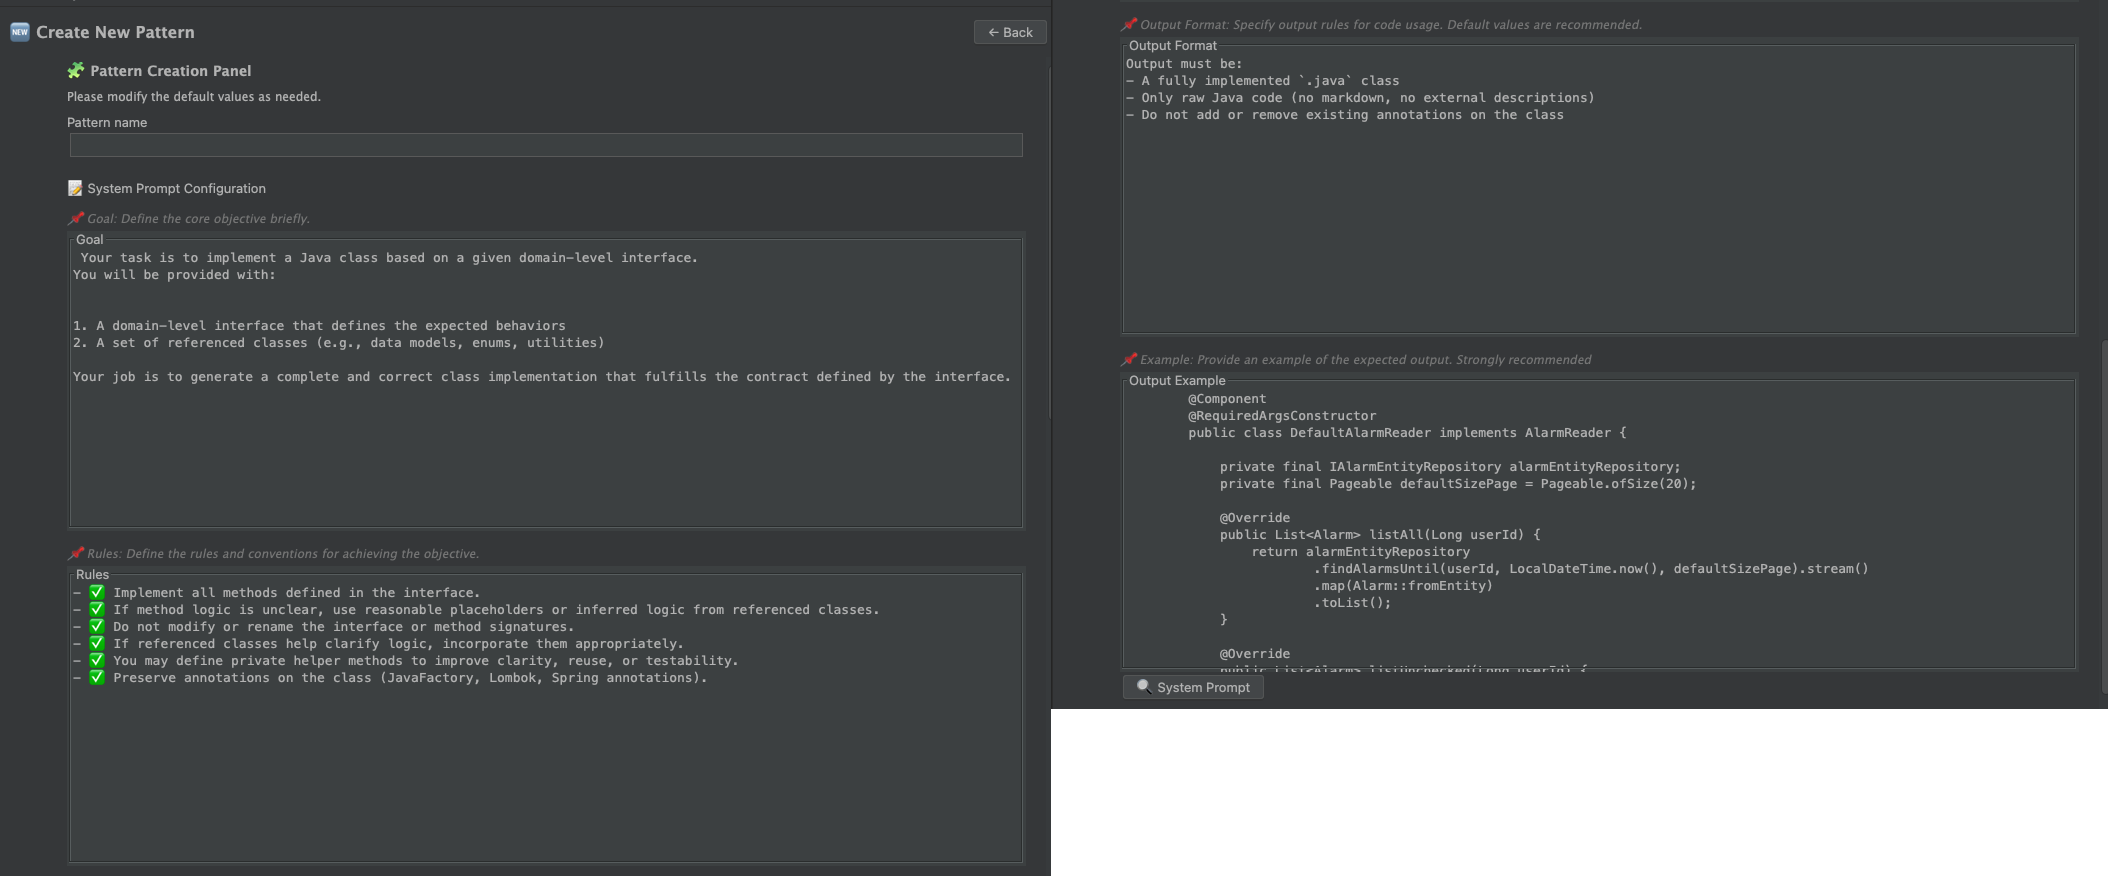 NEW Create New Pattern
← Back
Pattern Creation Panel
Please modify the default values as needed.
Pattern name
System Prompt Configuration
Goal: Define the core objective briefly.
Goal
Your task is to implement a Java class based on a given domain-level interface.
You will be provided with:
1. A domain-level interface that defines the expected behaviors
2. A set of referenced classes (e.g., data models, enums, utilities)
Your job is to generate a complete and correct class implementation that fulfills the contract defined by the interface.
Rules: Define the rules and conventions for achieving the objective.
Rules
- ✅ Implement all methods defined in the interface.
- ✅ If method logic is unclear, use reasonable placeholders or inferred logic from referenced classes.
- ✅ Do not modify or rename the interface or method signatures.
- ✅ If referenced classes help clarify logic, incorporate them appropriately.
- ✅ You may define private helper methods to improve clarity, reuse, or testability.
- ✅ Preserve annotations on the class (JavaFactory, Lombok, Spring annotations).
Output Format: Specify output rules for code usage. Default values are recommended.
Output Format
Output must be:
- A fully implemented `.java` class
- Only raw Java code (no markdown, no external descriptions)
- Do not add or remove existing annotations on the class
Example: Provide an example of the expected output. Strongly recommended
Output Example
@Component
@RequiredArgsConstructor
public class DefaultAlarmReader implements AlarmReader {
private final IAlarmEntityRepository alarmEntityRepository;
private final Pageable defaultSizePage = Pageable.ofSize(20);
@Override
public List<Alarm> listAll(Long userId) {
return alarmEntityRepository
.findAlarmsUntil(userId, LocalDateTime.now(), defaultSizePage).stream()
.map(Alarm::fromEntity)
.toList();
}
@Override
public List<Alarm> listUnchecked(Long userId) {
System Prompt